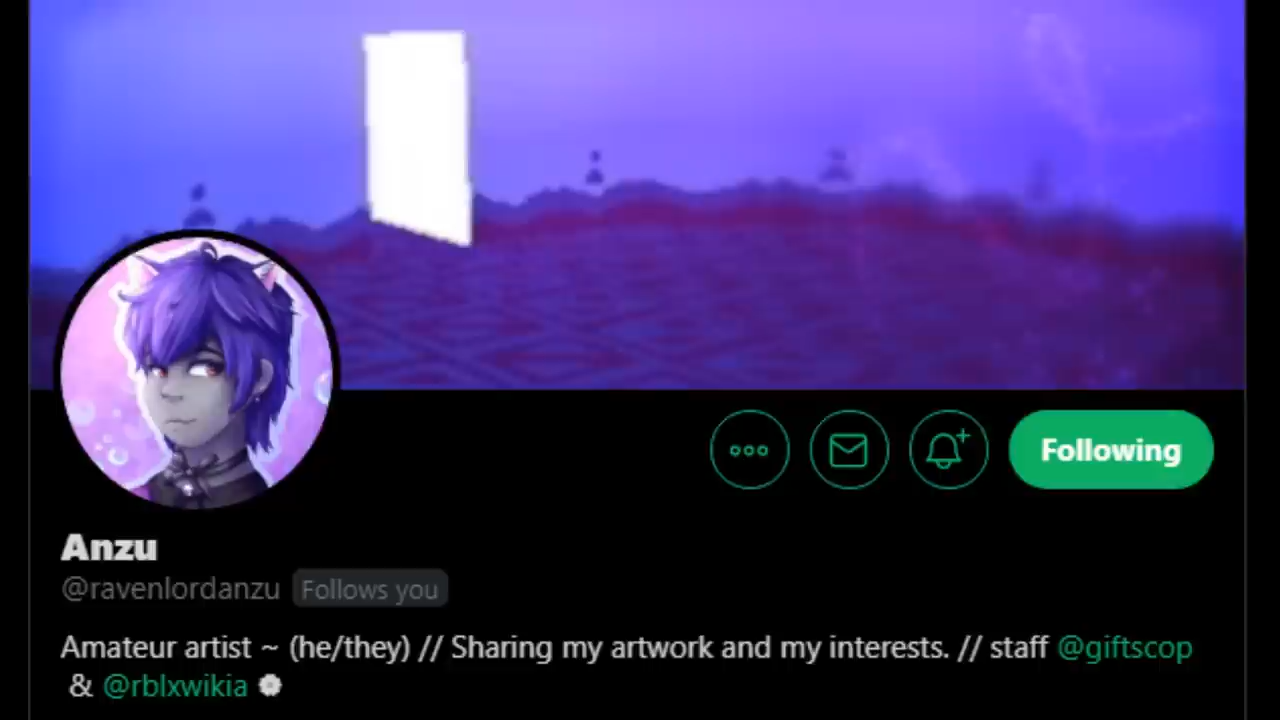 Following
Anzu
@ravenlordanzu Follows you
Amateur artist ~ (he/they) // Sharing my artwork and my interests. // staff @giftscop
& @rblxwikia